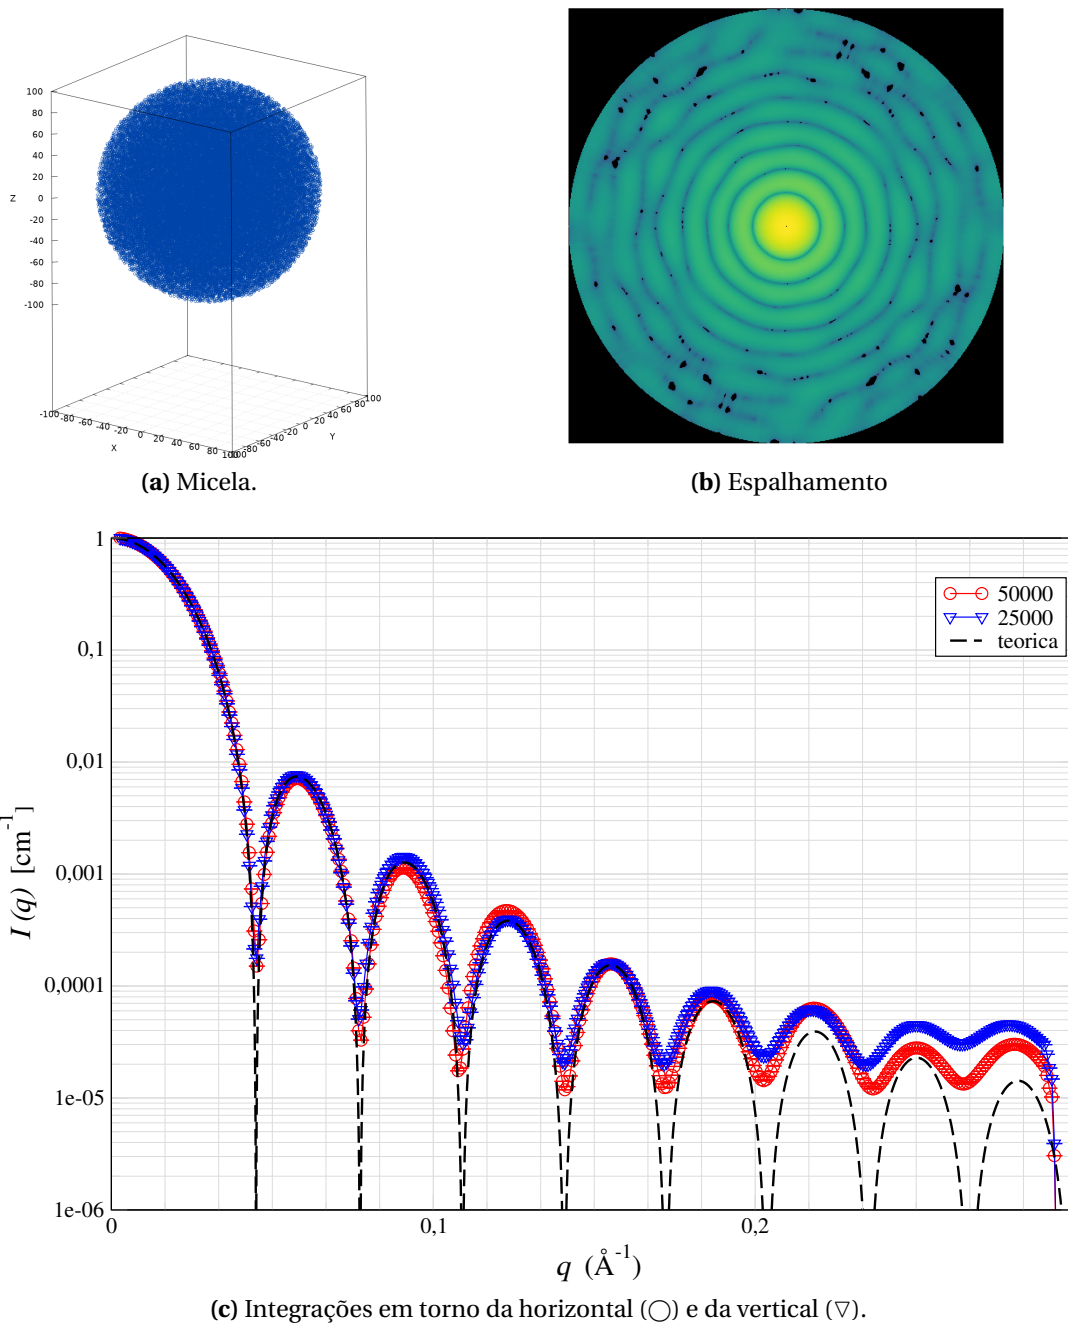 100
80
60
40
20
Z
0
-20
-40
-60
-80
-100
-100 -80 -60 -40 -20 0 20 40 60 80 100
X
-100 -80 -60 -40 -20 0 20 40 60 80 100
Y
(a) Micela.
(b) Espalhamento
1
0,1
0,01
0,001
0,0001
1e-05
1e-06
I (q) [cm⁻¹]
50000
25000
teorica
0 0,1 0,2
q (Å⁻¹)
(c) Integrações em torno da horizontal (○) e da vertical (▽).